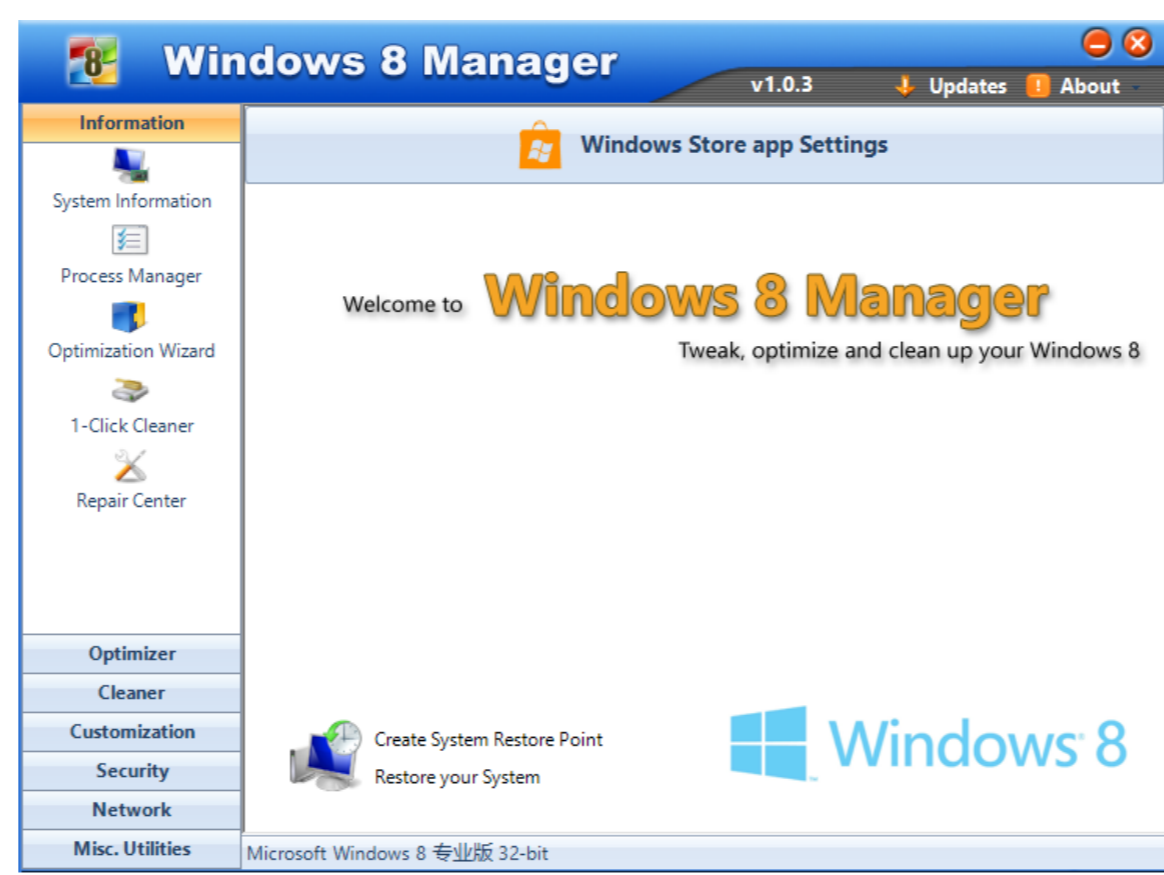 Windows 8 Manager
v1.0.3 Updates About
Information
Windows Store app Settings
System Information
Process Manager
Optimization Wizard
1-Click Cleaner
Repair Center
Welcome to Windows 8 Manager
Tweak, optimize and clean up your Windows 8
Optimizer
Cleaner
Customization
Security
Network
Misc. Utilities
Create System Restore Point
Restore your System
Windows 8
Microsoft Windows 8 专业版 32-bit